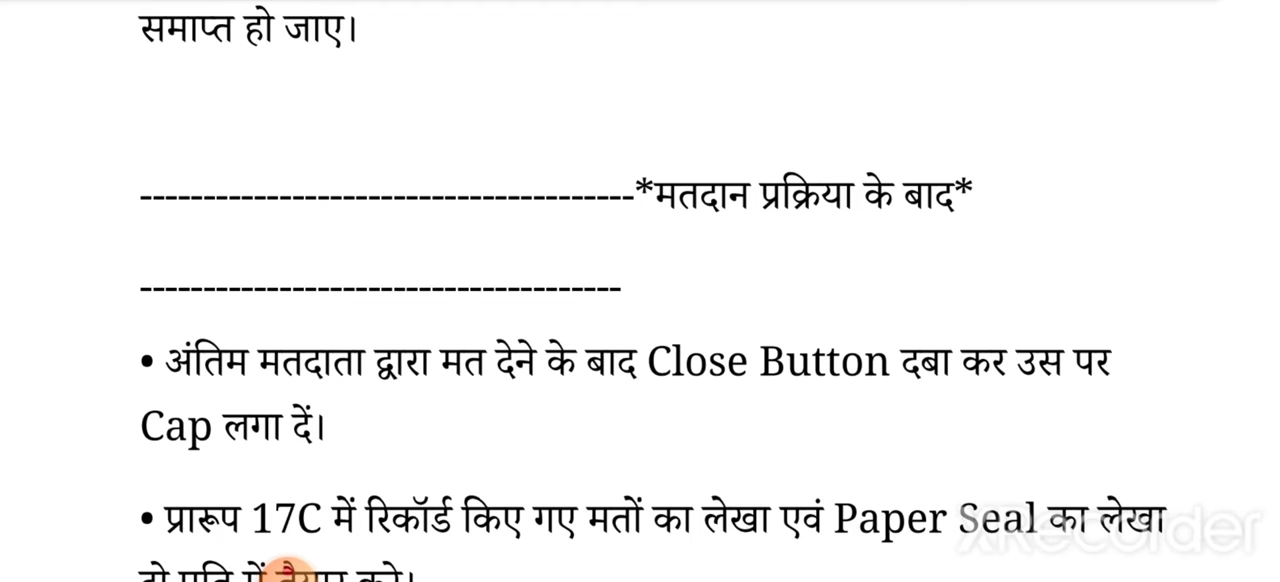 समाप्त हो जाए।
---------------------------------------*मतदान प्रक्रिया के बाद*
--------------------------------------
• अंतिम मतदाता द्वारा मत देने के बाद Close Button दबा कर उस पर
Cap लगा दें।
• प्रारूप 17C में रिकॉर्ड किए गए मतों का लेखा एवं Paper Seal का लेखा
XRecorder